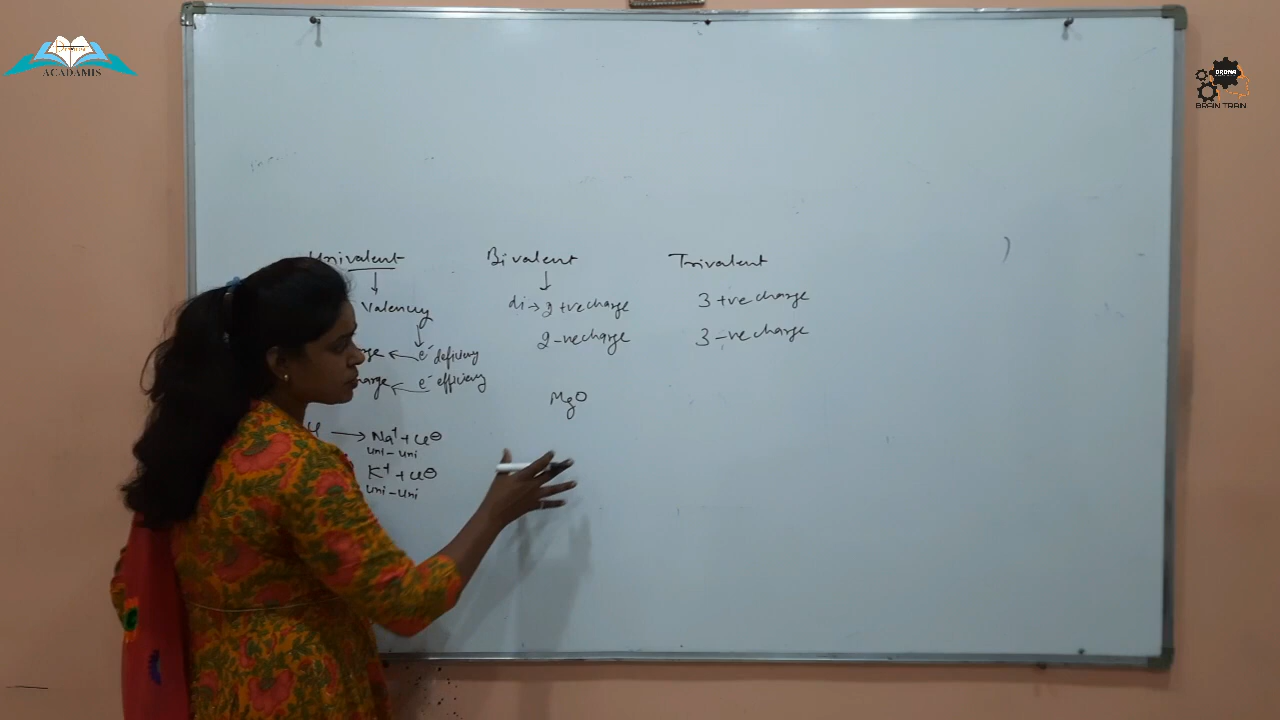 ACADAMIS
DRONA
BRAIN TRAIN
Univalent
Valency
e⁻ deficiency
e⁻ efficiency
→ Na⁺ + Cl⊖
uni - uni
K⁺ + Cl⊖
uni - uni
Bivalent
di → 2 +ve charge
2 -ve charge
MgO
Trivalent
3 +ve charge
3 -ve charge